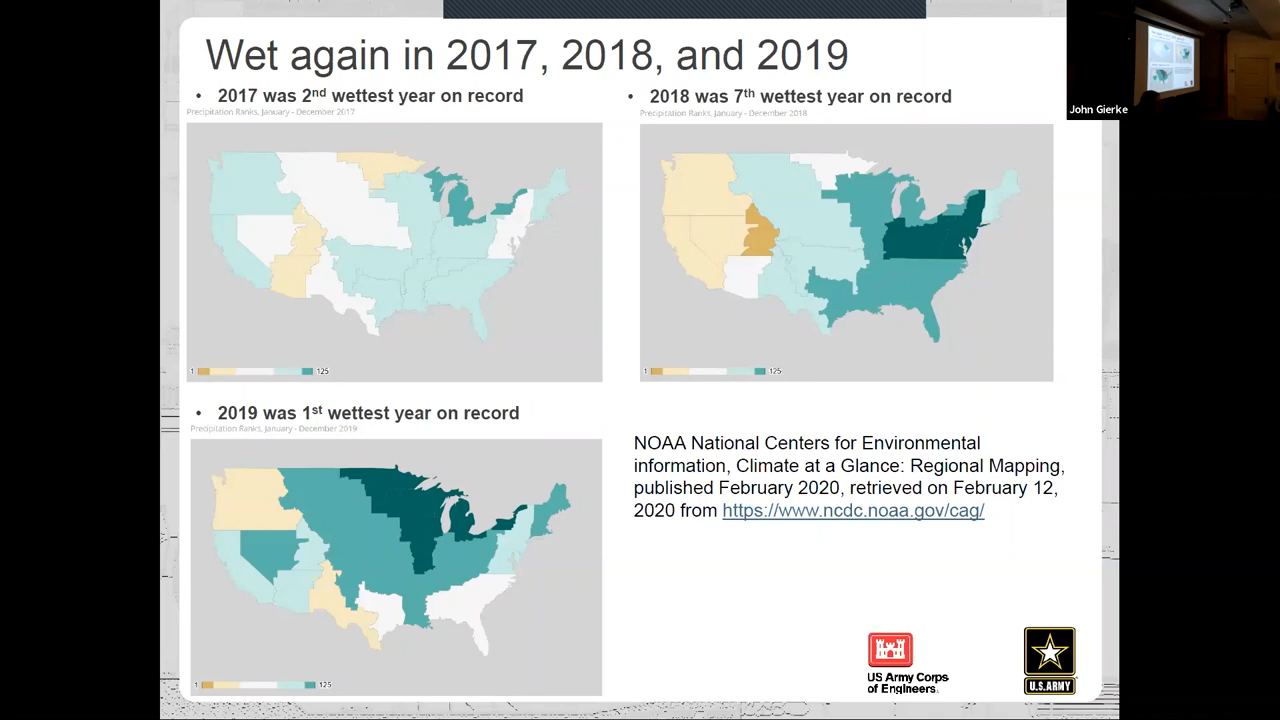 Wet again in 2017, 2018, and 2019
• 2017 was 2nd wettest year on record
Precipitation Ranks, January - December 2017
1 125
• 2018 was 7th wettest year on record
Precipitation Ranks, January - December 2018
1 125
• 2019 was 1st wettest year on record
Precipitation Ranks, January - December 2019
1 125
NOAA National Centers for Environmental
information, Climate at a Glance: Regional Mapping,
published February 2020, retrieved on February 12,
2020 from https://www.ncdc.noaa.gov/cag/
US Army Corps
of Engeneers.
U.S.ARMY
John Gierke